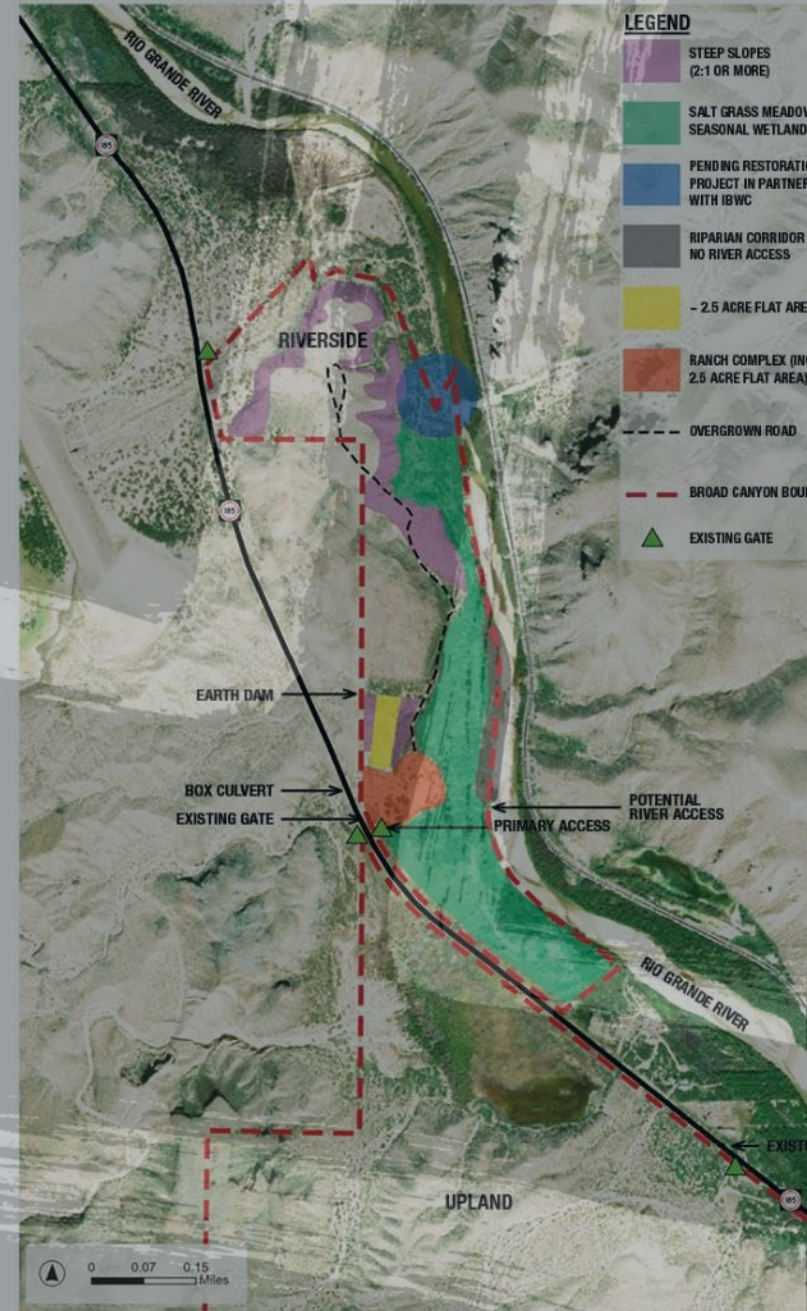 LEGEND
STEEP SLOPES
(2:1 OR MORE)
SALT GRASS MEADOW
SEASONAL WETLAND
PENDING RESTORATIO
PROJECT IN PARTNER
WITH IBWC
RIPARIAN CORRIDOR
NO RIVER ACCESS
~ 2.5 ACRE FLAT ARE
RANCH COMPLEX (IN
2.5 ACRE FLAT AREA)
OVERGROWN ROAD
BROAD CANYON BOU
EXISTING GATE
RIO GRANDE RIVER
185
RIVERSIDE
185
EARTH DAM
BOX CULVERT
EXISTING GATE
PRIMARY ACCESS
POTENTIAL
RIVER ACCESS
RIO GRANDE RIVER
EXIST
185
UPLAND
0 0.07 0.15
Miles